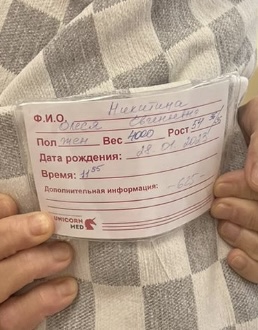 Ф.И.О. Никитина
Олеся Евгеньевна
Пол жен Вес 4000 Рост 54
Дата рождения: 28 01 2025
Время: 11 55
Дополнительная информация:
UNICORN
MED